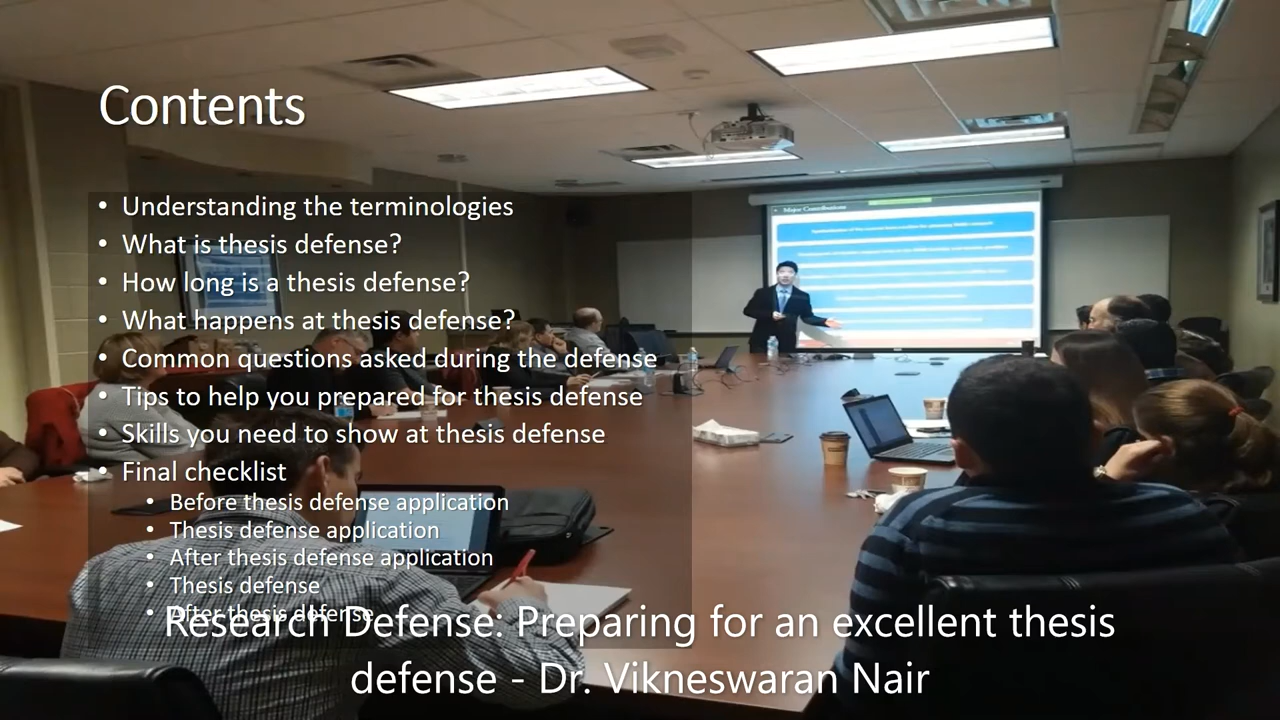 Contents
• Understanding the terminologies
• What is thesis defense?
• How long is a thesis defense?
• What happens at thesis defense?
• Common questions asked during the defense
• Tips to help you prepared for thesis defense
• Skills you need to show at thesis defense
• Final checklist
• Before thesis defense application
• Thesis defense application
• After thesis defense application
• Thesis defense
• After thesis defense
Research Defense: Preparing for an excellent thesis
defense - Dr. Vikneswaran Nair
Major Contributions